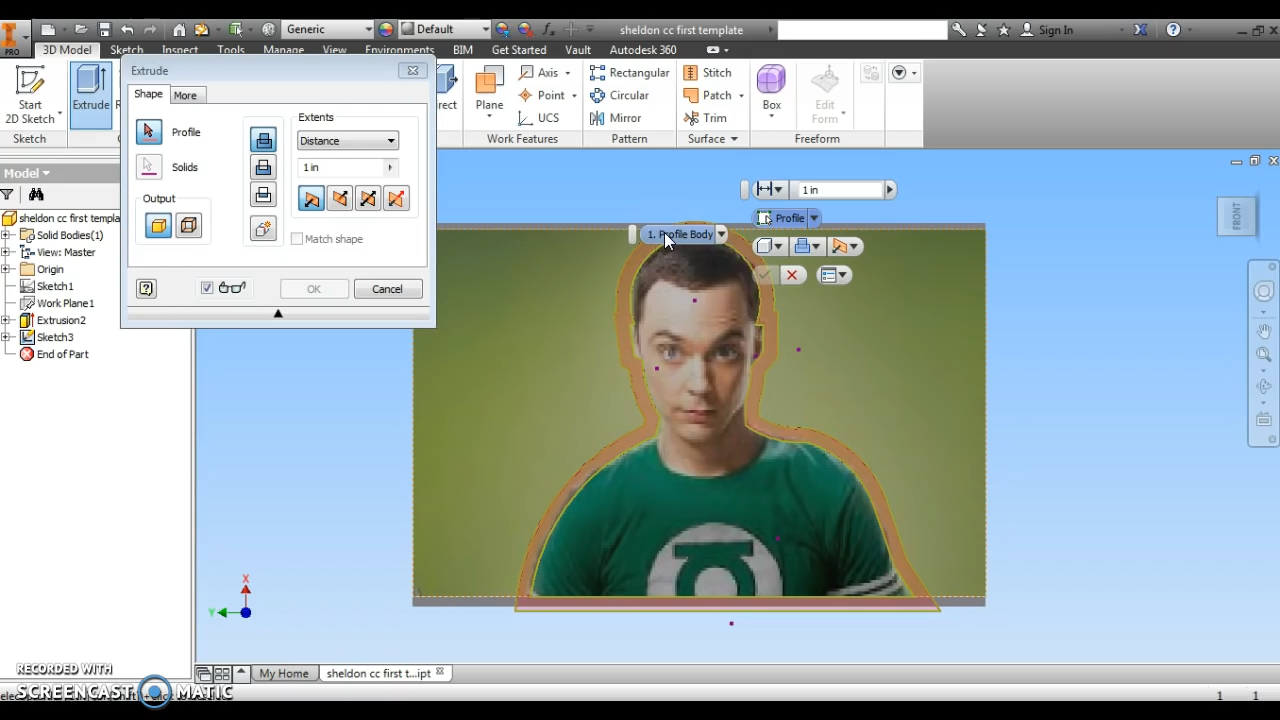 PRO
Generic
Default
sheldon cc first template
Sign In
3D Model
Sketch
Inspect
Tools
Manage
View
Environments
BIM
Get Started
Vault
Autodesk 360
Start
2D Sketch
Extrude
Plane
Axis
Point
UCS
Rectangular
Circular
Mirror
Stitch
Patch
Trim
Box
Edit
Form
Sketch
Work Features
Pattern
Surface
Freeform
Extrude
Shape
More
Profile
Solids
Output
Extents
Distance
1 in
Match shape
OK
Cancel
Model
sheldon cc first templa
Solid Bodies(1)
View: Master
Origin
Sketch1
Work Plane1
Extrusion2
Sketch3
End of Part
1 in
Profile
1. Profile Body
FRONT
X
Y
My Home
sheldon cc first t...ipt
RECORDED WITH
SCREENCAST MATIC
1 1